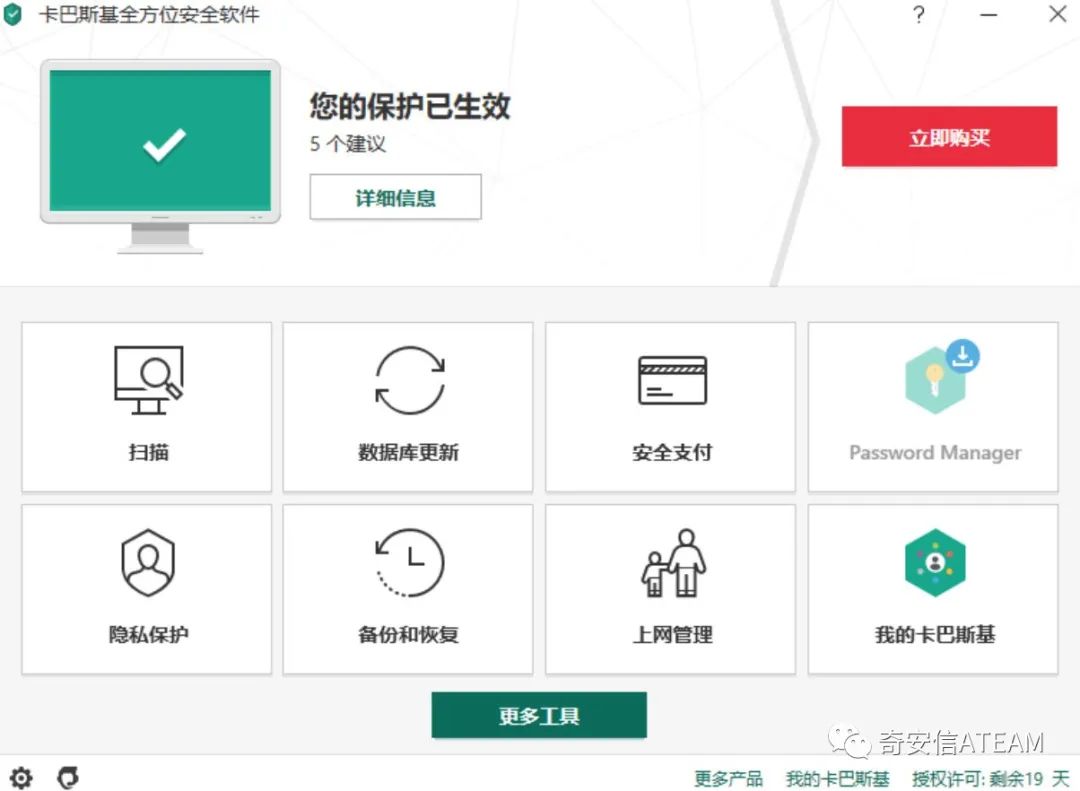 卡巴斯基全方位安全软件
?
您的保护已生效
5 个建议
详细信息
立即购买
扫描
数据库更新
安全支付
Password Manager
隐私保护
备份和恢复
上网管理
我的卡巴斯基
更多工具
奇安信ATEAM
更多产品 我的卡巴斯基 授权许可: 剩余19 天